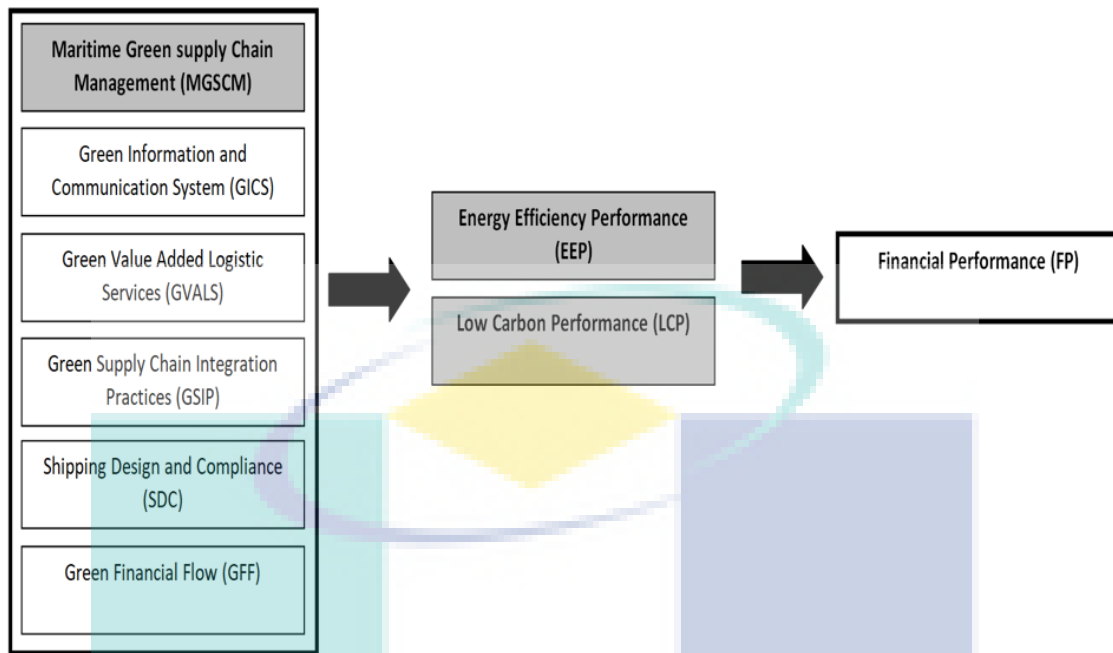 Maritime Green supply Chain
Management (MGSCM)
Green Information and
Communication System (GICS)
Green Value Added Logistic
Services (GVALS)
Green Supply Chain Integration
Practices (GSIP)
Shipping Design and Compliance
(SDC)
Green Financial Flow (GFF)
Energy Efficiency Performance
(EEP)
Low Carbon Performance (LCP)
Financial Performance (FP)